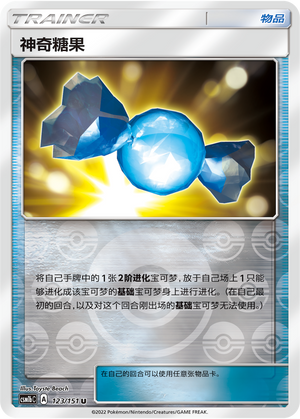 TRAINER
物品
神奇糖果
将自己手牌中的1张2阶进化宝可梦,放于自己场上1只能
够进化成该宝可梦的基础宝可梦身上进行进化。(在自己最
初的回合,以及对这个回合刚出场的基础宝可梦无法使用。)
Illus.Toyste Beach
csm1bC A 123/151 U
在自己的回合可以使用任意张物品卡。
©2022 Pokémon/Nintendo/Creatures/GAME FREAK.